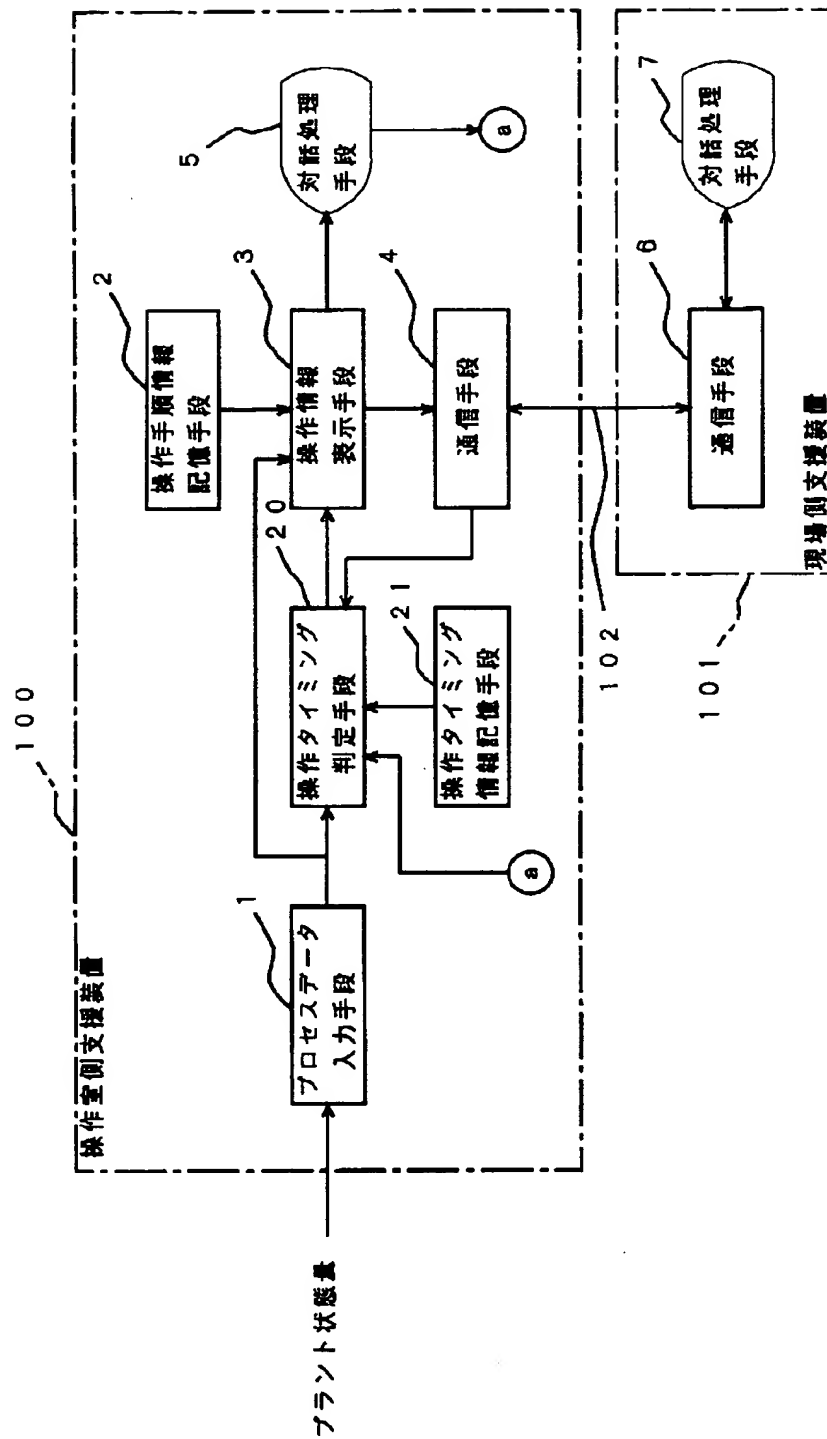 100
操作室側支援装置
プラント状態量
1
プロセスデータ
入力手段
20
操作タイミング
判定手段
21
操作タイミング
情報記憶手段
a
2
操作手順情報
記憶手段
3
操作情報
表示手段
4
通信手段
5
対話処理
手段
a
102
101
現場側支援装置
6
通信手段
7
対話処理
手段